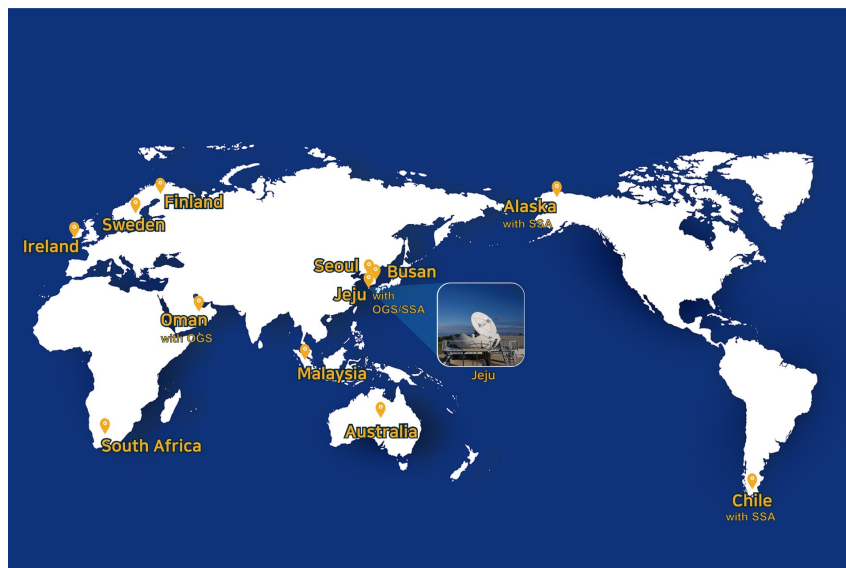 Finland
Sweden
Ireland
Alaska
with SSA
Seoul
Busan
Jeju with
OGS/SSA
Oman
with OGS
Malaysia
Jeju
Australia
South Africa
Chile
with SSA